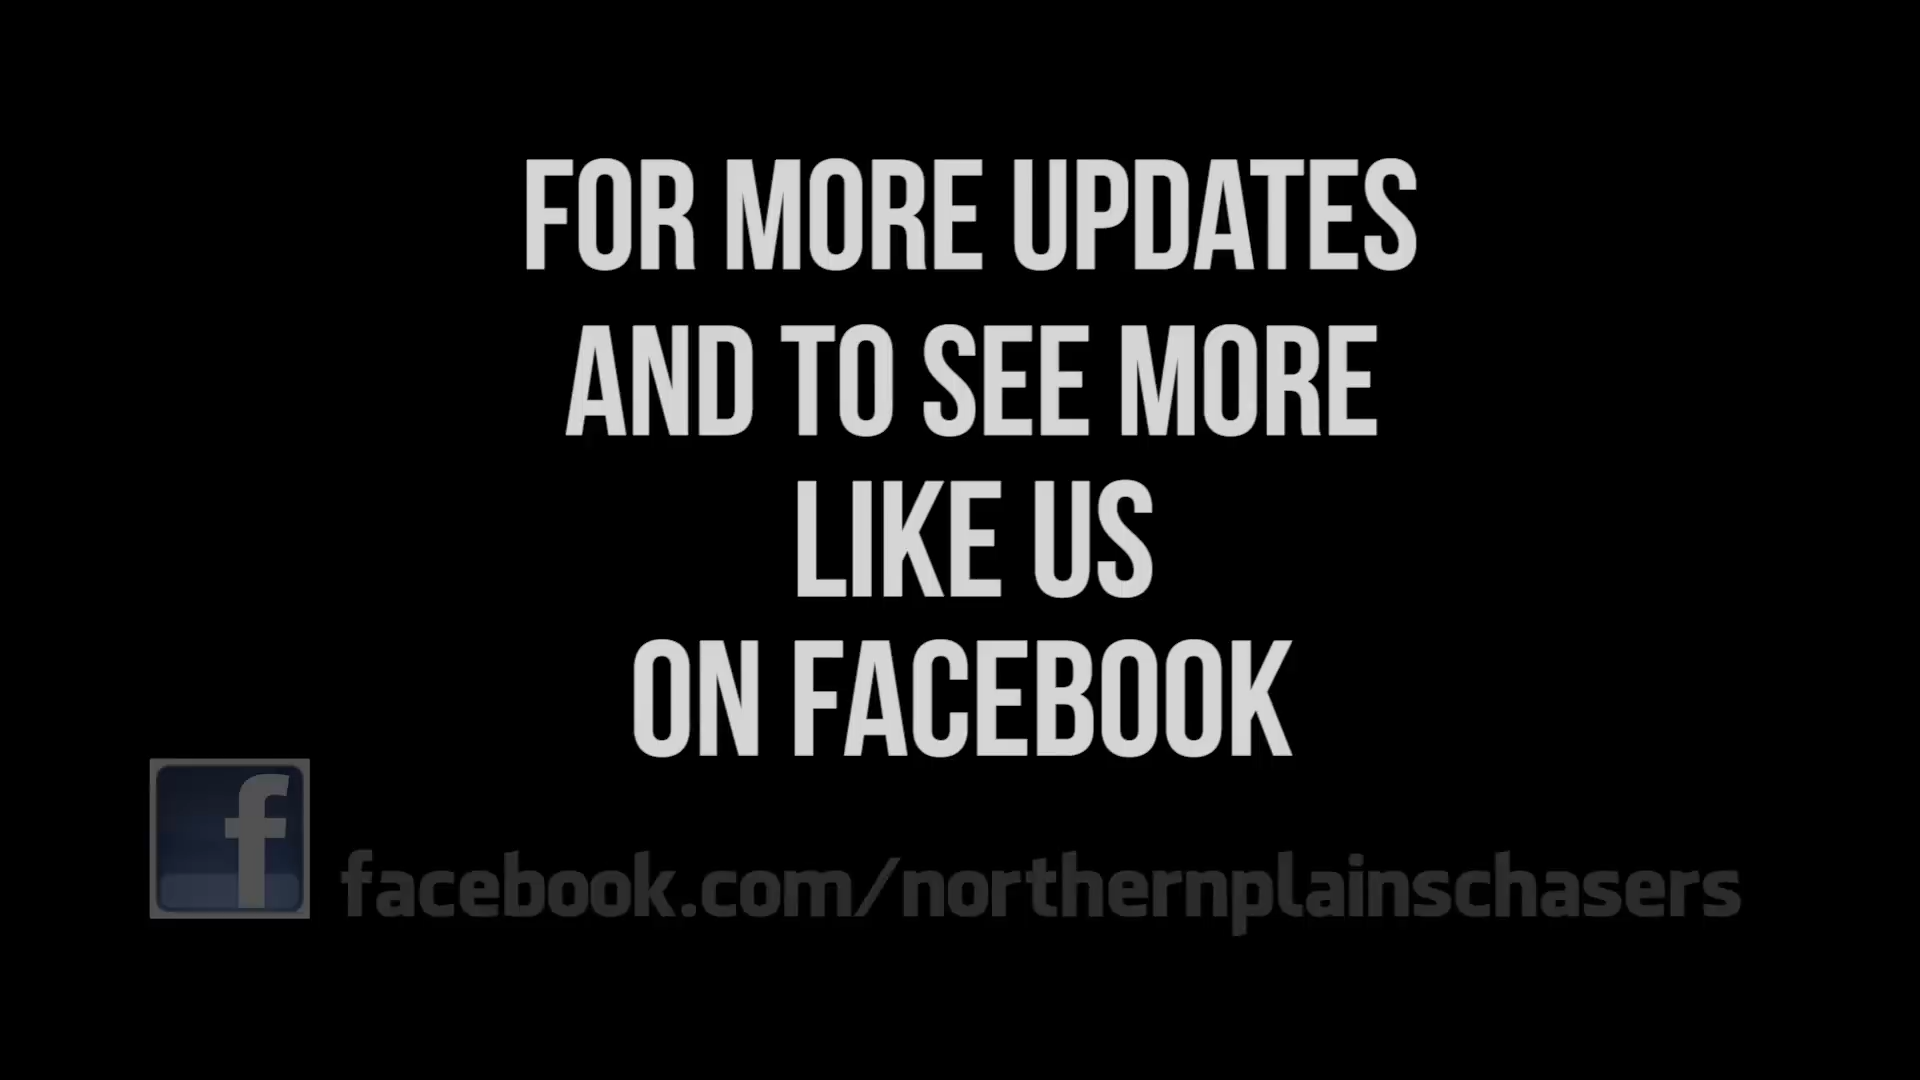 FOR MORE UPDATES
AND TO SEE MORE
LIKE US
ON FACEBOOK
f facebook.com/northernplainschasers